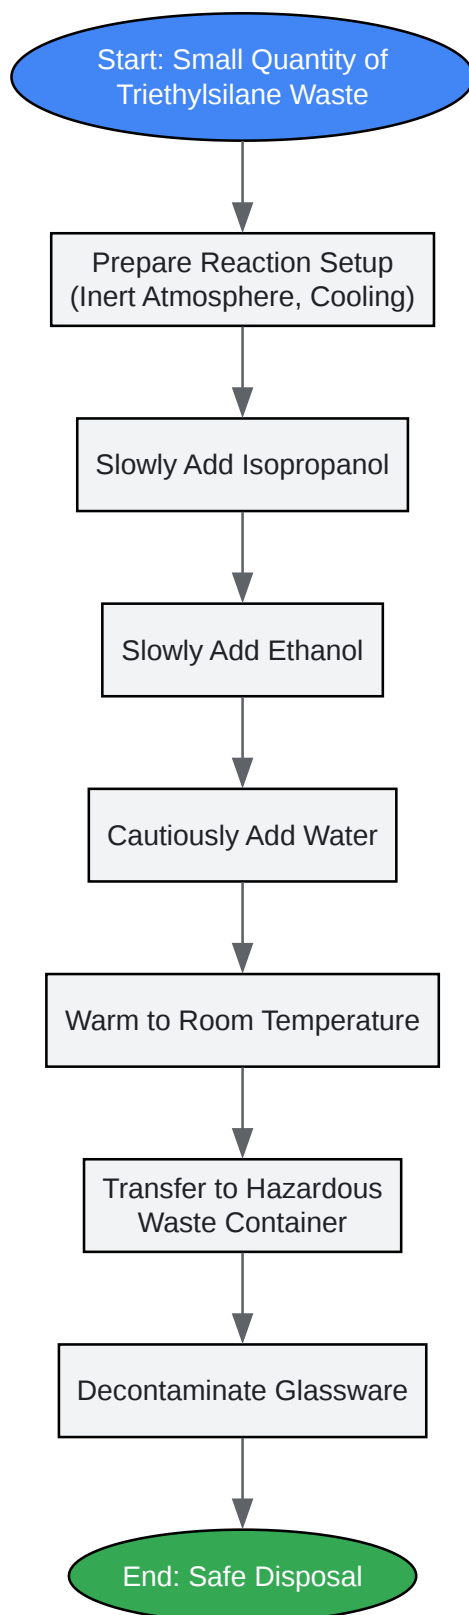 Start: Small Quantity of
Triethylsilane Waste
Prepare Reaction Setup
(Inert Atmosphere, Cooling)
Slowly Add Isopropanol
Slowly Add Ethanol
Cautiously Add Water
Warm to Room Temperature
Transfer to Hazardous
Waste Container
Decontaminate Glassware
End: Safe Disposal